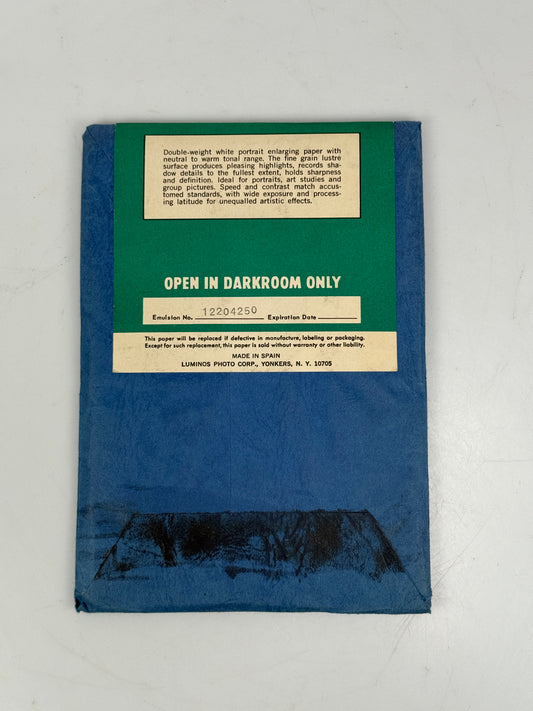 Double-weight white portrait enlarging paper with
neutral to warm tonal range. The fine grain lustre
surface produces pleasing highlights, records sha-
dow details to the fullest extent, holds sharpness
and definition. Ideal for portraits, art studies and
group pictures. Speed and contrast match accus-
tomed standards, with wide exposure and process-
ing latitude for unequalled artistic effects.
OPEN IN DARKROOM ONLY
Emulsion No. 12204250 Expiration Date
This paper will be replaced if defective in manufacture, labeling or packaging.
Except for such replacement, this paper is sold without warranty or other liability.
MADE IN SPAIN
LUMINOS PHOTO CORP., YONKERS, N. Y. 10705